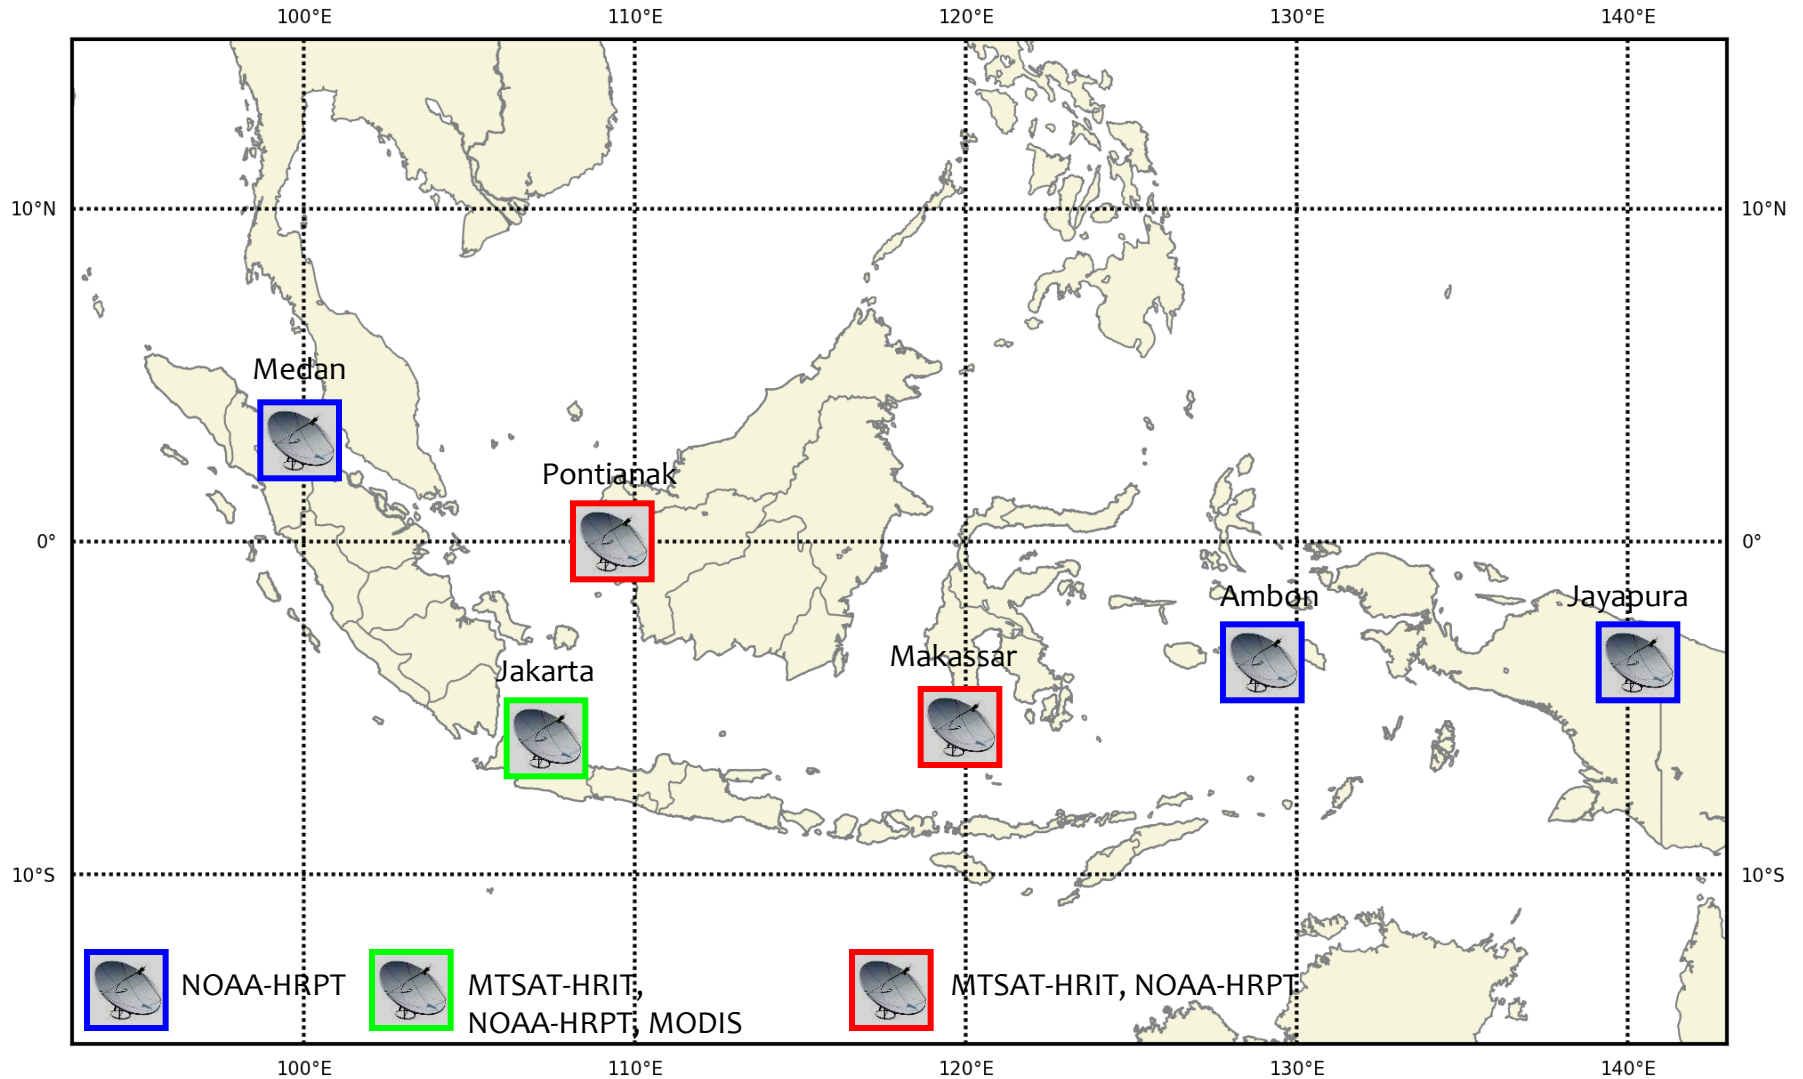 100°E 110°E 120°E 130°E 140°E
10°N 10°N
Medan
Pontianak
0° 0°
Ambon Jayapura
Makassar
Jakarta
10°S 10°S
NOAA-HRPT MTSAT-HRIT, MTSAT-HRIT, NOAA-HRPT
NOAA-HRPT, MODIS
100°E 110°E 120°E 130°E 140°E